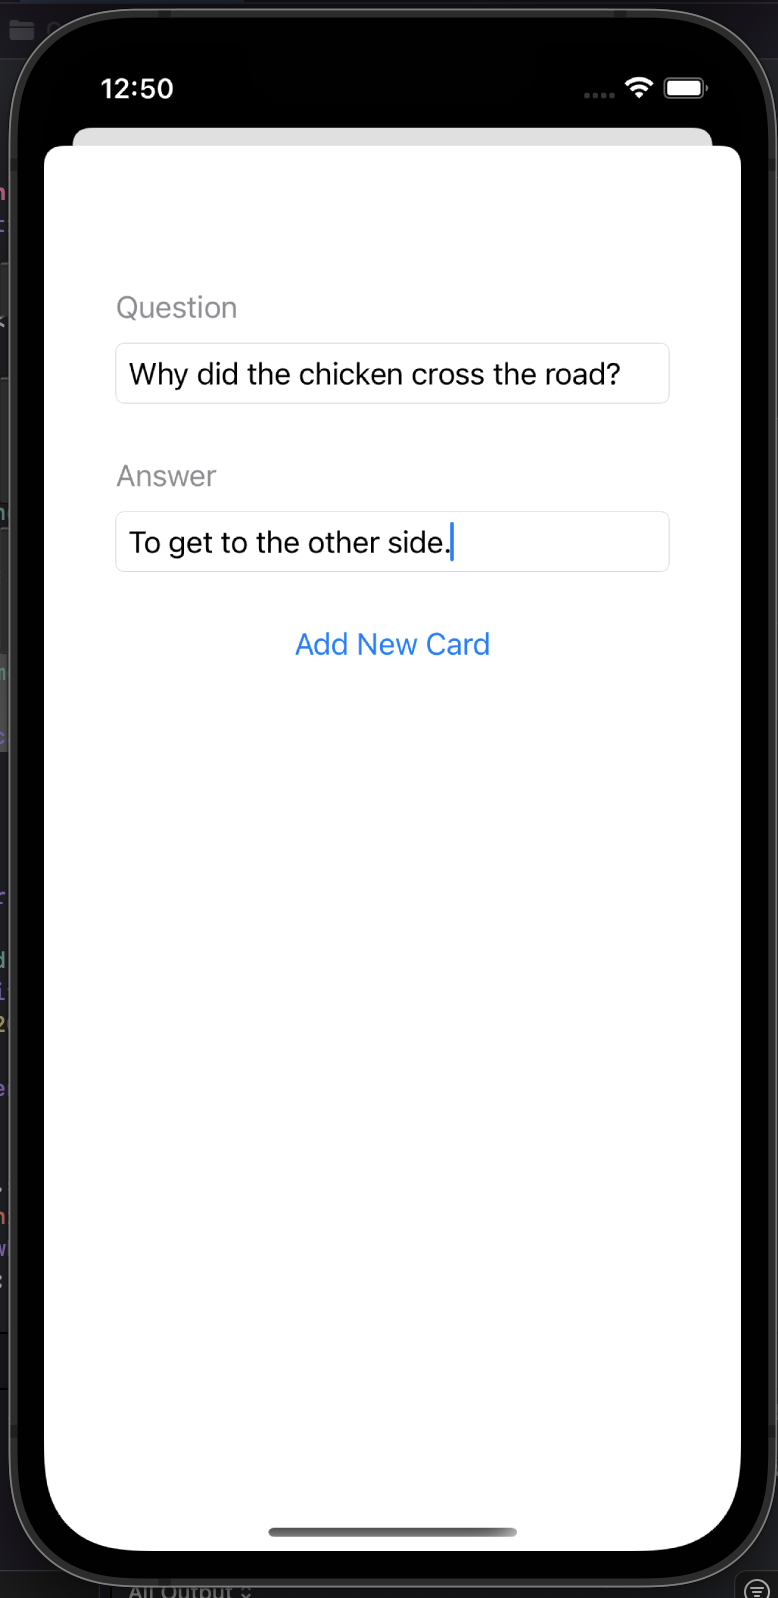 12:50
Question
Why did the chicken cross the road?
Answer
To get to the other side.
Add New Card
All Output